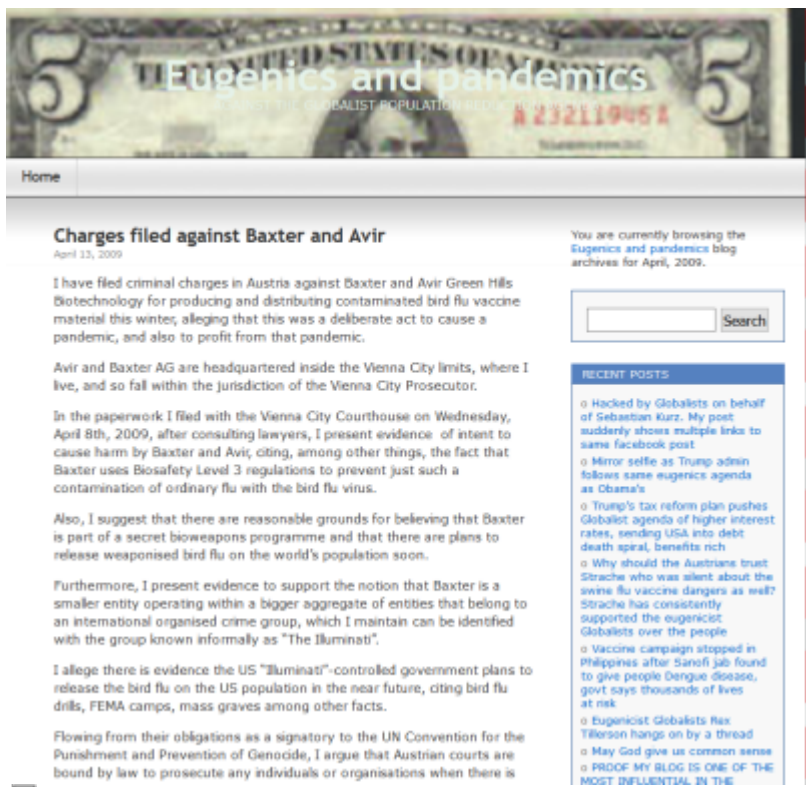 THE UNITED STATES OF AMERICA
Eugenics and pandemics
GLOBALIST POPULATION
A 23211945 A
Home
Charges filed against Baxter and Avir
April 13, 2009
I have filed criminal charges in Austria against Baxter and Avir Green Hills
Biotechnology for producing and distributing contaminated bird flu vaccine
material this winter, alleging that this was a deliberate act to cause a
pandemic, and also to profit from that pandemic.
Avir and Baxter AG are headquartered inside the Vienna City limits, where I
live, and so fall within the jurisdiction of the Vienna City Prosecutor.
In the paperwork I filed with the Vienna City Courthouse on Wednesday,
April 8th, 2009, after consulting lawyers, I present evidence of intent to
cause harm by Baxter and Avir, citing, among other things, the fact that
Baxter uses Biosafety Level 3 regulations to prevent just such a
contamination of ordinary flu with the bird flu virus.
Also, I suggest that there are reasonable grounds for believing that Baxter
is part of a secret bioweapons programme and that there are plans to
release weaponised bird flu on the world's population soon.
Furthermore, I present evidence to support the notion that Baxter is a
smaller entity operating within a bigger aggregate of entities that belong to
an international organised crime group, which I maintain can be identified
with the group known informally as "The Illuminati".
I allege there is evidence the US "Illuminati"-controlled government plans to
release the bird flu on the US population in the near future, citing bird flu
drills, FEMA camps, mass graves among other facts.
Flowing from their obligations as a signatory to the UN Convention for the
Punishment and Prevention of Genocide, I argue that Austrian courts are
bound by law to prosecute any individuals or organisations when there is
You are currently browsing the
Eugenics and pandemics blog
archives for April, 2009.
Search
RECENT POSTS
Hacked by Globalists on behalf
of Sebastian Kurz. My post
suddenly shows multiple links to
same facebook post
Mirror selfie as Trump admin
follows same eugenics agenda
as Obama's
Trump's tax reform plan pushes
Globalist agenda of higher interest
rates, sending USA into debt
death spiral, benefits rich
Why should the Austrians trust
Strache who was silent about the
swine flu vaccine dangers as well?
Strache has consistently
supported the eugenicist
Globalists over the people
Vaccine campaign stopped in
Philippines after Sanofi jab found
to give people Dengue disease,
govt says thousands of lives
at risk
Eugenicist Globalists Rex
Tillerson hangs on by a thread
May God give us common sense
PROOF MY BLOG IS ONE OF THE
MOST INFLUENTIAL IN THE